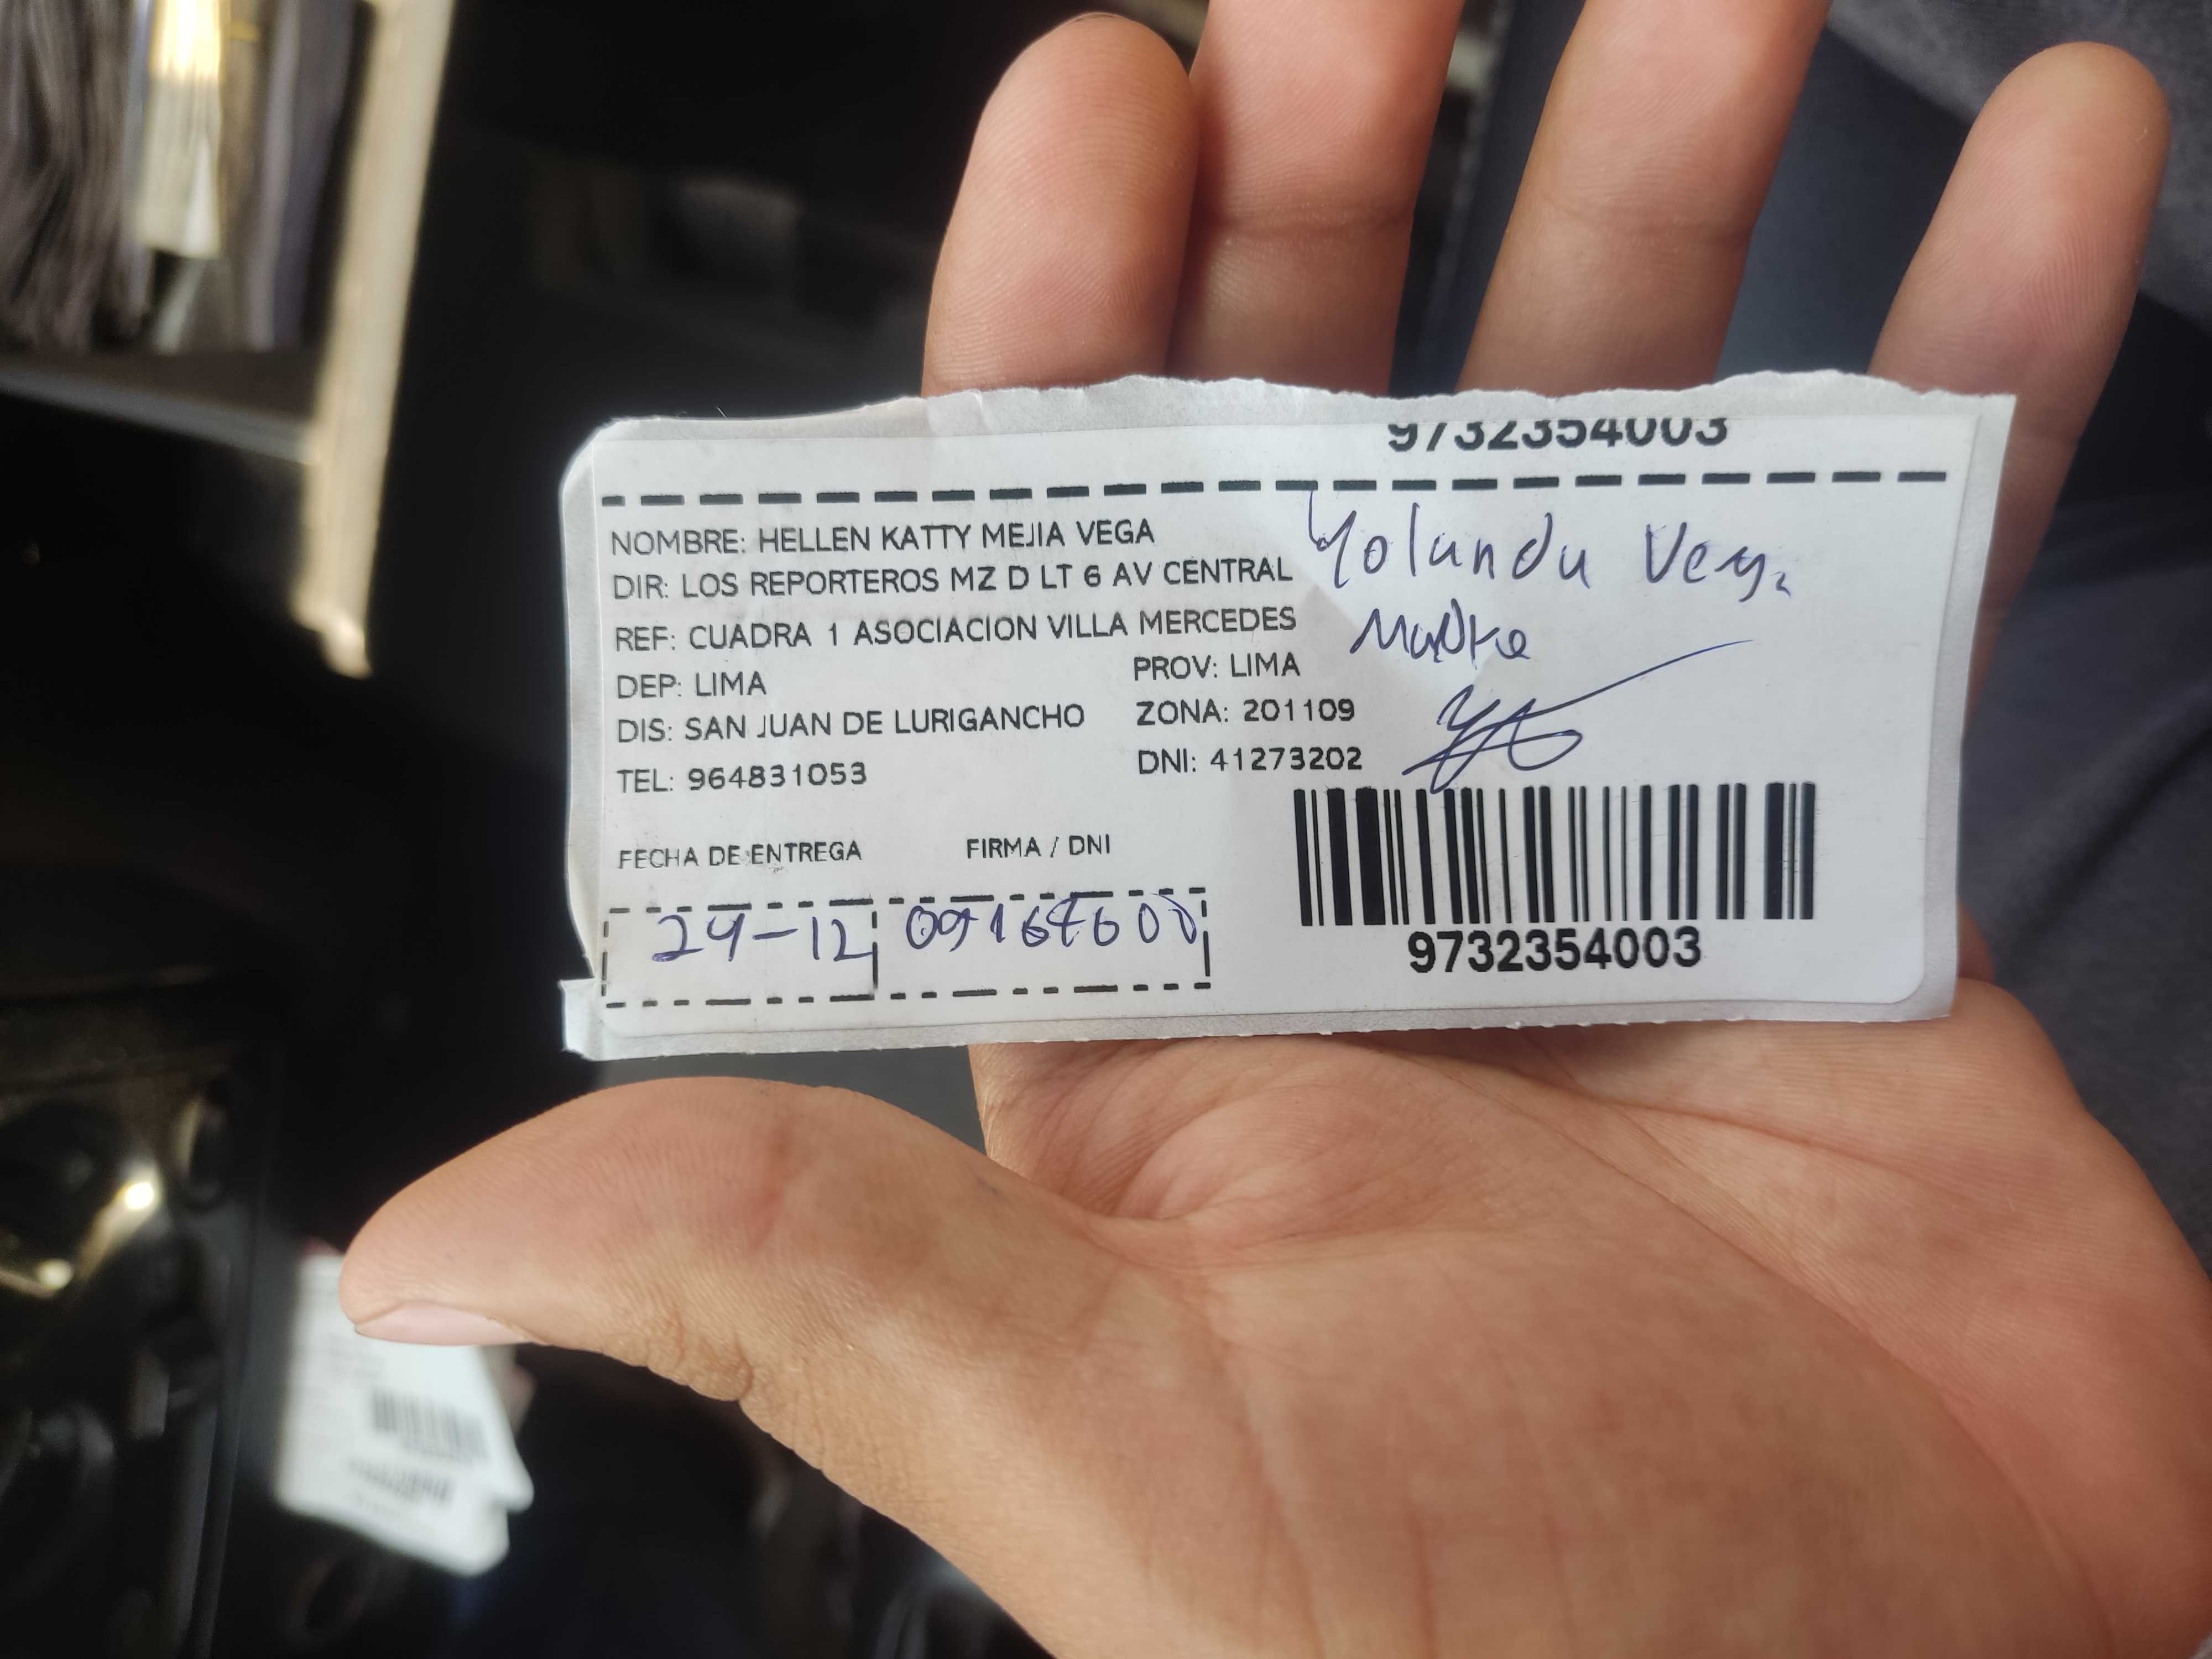 9732354003
NOMBRE: HELLEN KATTY MEJIA VEGA
DIR: LOS REPORTEROS MZ D LT 6 AV CENTRAL
REF: CUADRA 1 ASOCIACION VILLA MERCEDES
DEP: LIMA PROV: LIMA
DIS: SAN JUAN DE LURIGANCHO ZONA: 201109
TEL: 964831053 DNI: 41273202
Yolanda Vega
Madre
FECHA DE ENTREGA FIRMA / DNI
24-12
9732354003